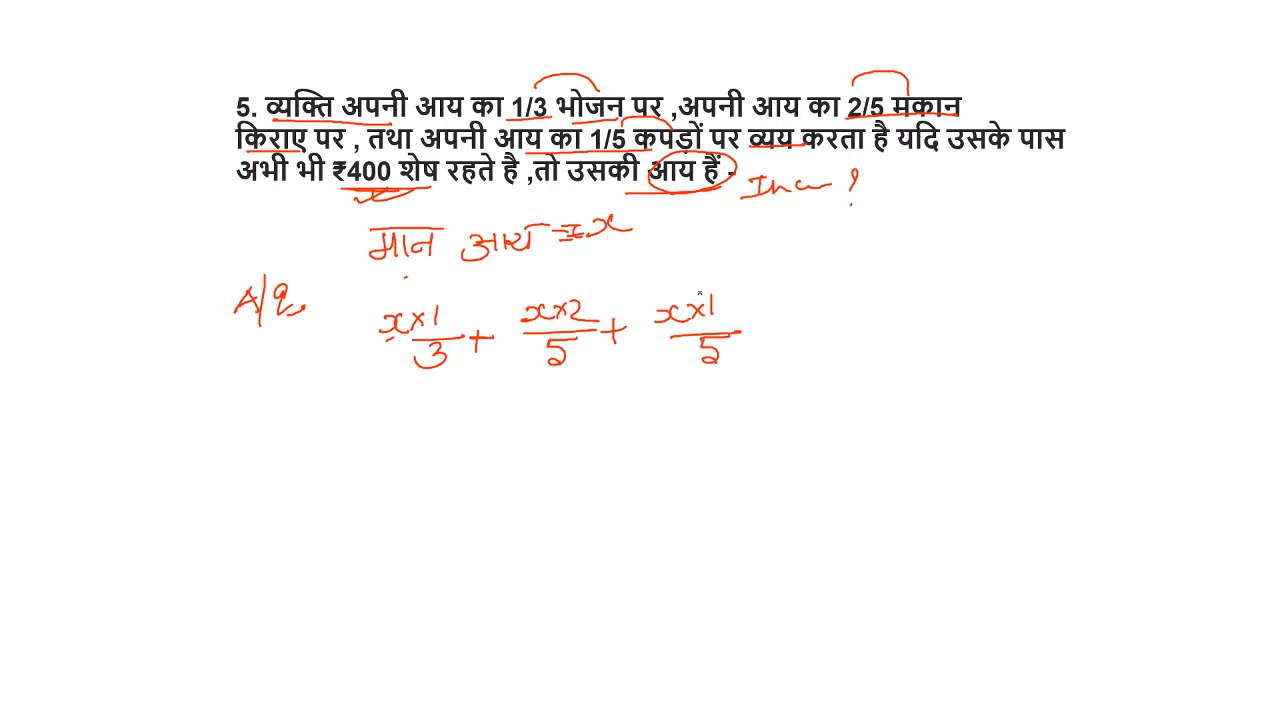 5. व्यक्ति अपनी आय का 1/3 भोजन पर ,अपनी आय का 2/5 मकान
किराए पर , तथा अपनी आय का 1/5 कपड़ों पर व्यय करता है यदि उसके पास
अभी भी ₹400 शेष रहते है ,तो उसकी आय हैं -
मान आय = x
A/q,
x×1/3 + x×2/5 + x×1/5